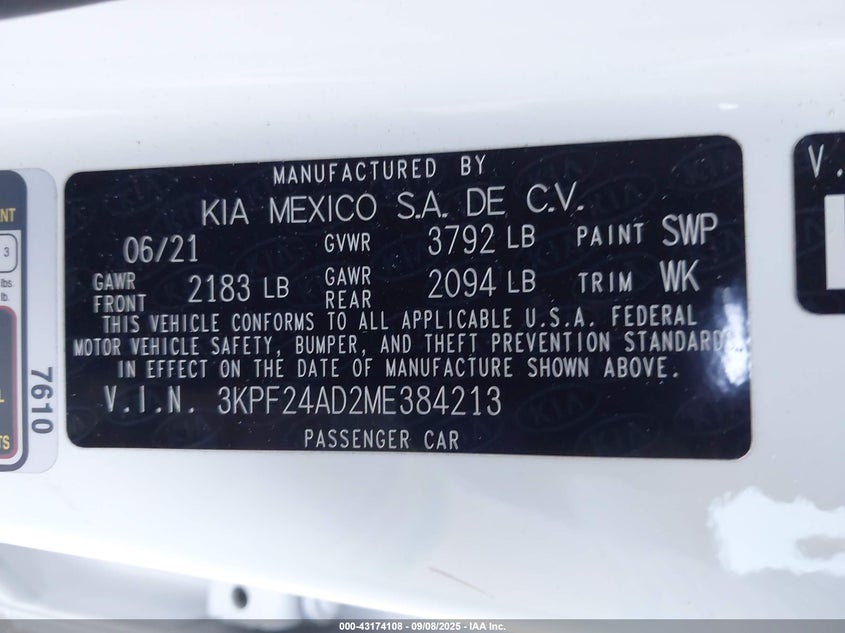 MANUFACTURED BY
KIA MEXICO S.A. DE C.V.
06/21 GVWR 3792 LB PAINT SWP
GAWR FRONT 2183 LB GAWR REAR 2094 LB TRIM WK
THIS VEHICLE CONFORMS TO ALL APPLICABLE U.S.A. FEDERAL
MOTOR VEHICLE SAFETY, BUMPER, AND THEFT PREVENTION STANDARDS
IN EFFECT ON THE DATE OF MANUFACTURE SHOWN ABOVE.
V.I.N. 3KPF24AD2ME384213
PASSENGER CAR
7610
3
lbs
lb.
V.
000-43174108 - 09/08/2025 - IAA Inc.